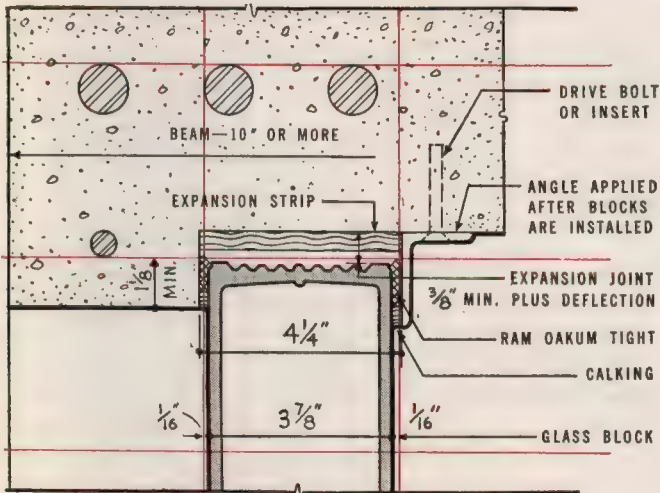 DRIVE BOLT
OR INSERT
BEAM—10" OR MORE
EXPANSION STRIP
ANGLE APPLIED
AFTER BLOCKS
ARE INSTALLED
1 1/8" MIN.
EXPANSION JOINT
3/8" MIN. PLUS DEFLECTION
RAM OAKUM TIGHT
4 1/4"
CALKING
1/16"
3 7/8"
1/16"
GLASS BLOCK